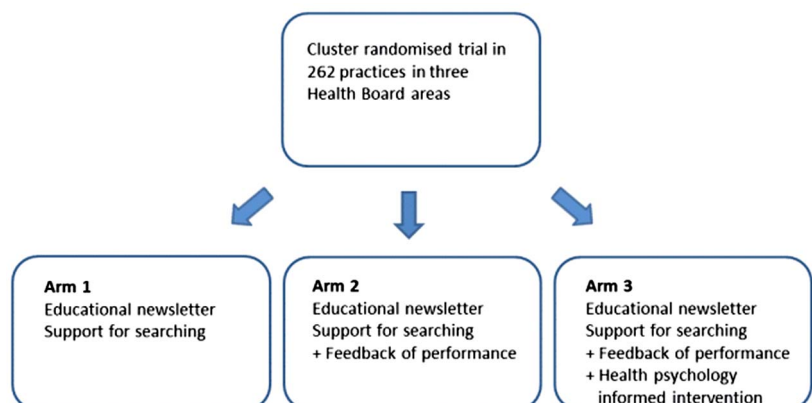 Cluster randomised trial in
262 practices in three
Health Board areas
Arm 1
Educational newsletter
Support for searching
Arm 2
Educational newsletter
Support for searching
+ Feedback of performance
Arm 3
Educational newsletter
Support for searching
+ Feedback of performance
+ Health psychology
informed intervention